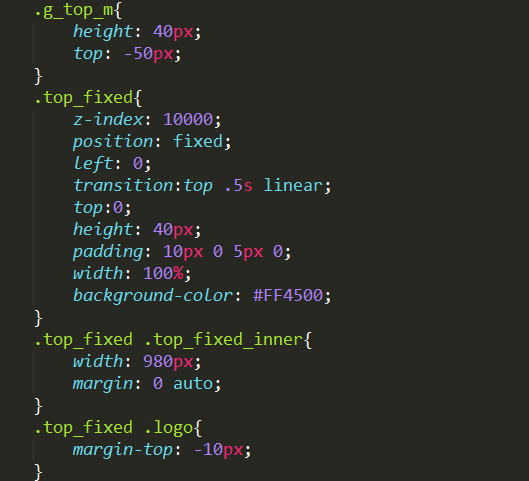 .g_top_m{
height: 40px;
top: -50px;
}
.top_fixed{
z-index: 10000;
position: fixed;
left: 0;
transition:top .5s linear;
top:0;
height: 40px;
padding: 10px 0 5px 0;
width: 100%;
background-color: #FF4500;
}
.top_fixed .top_fixed_inner{
width: 980px;
margin: 0 auto;
}
.top_fixed .logo{
margin-top: -10px;
}